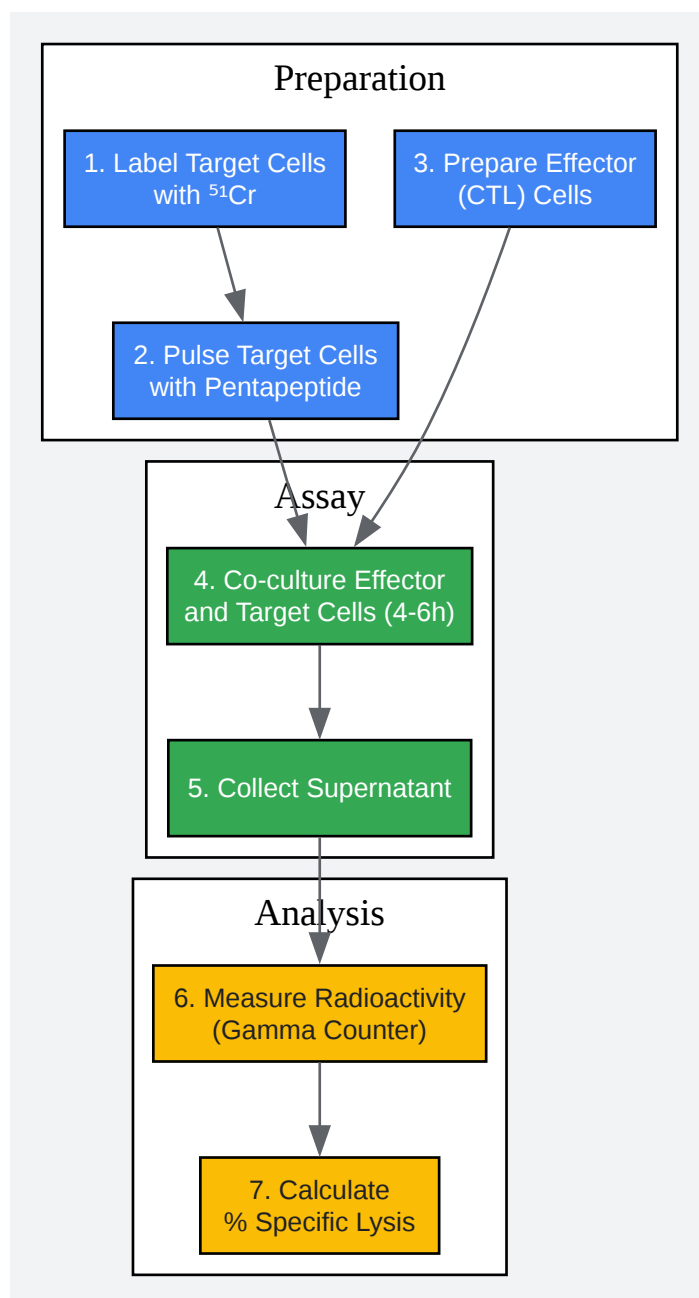 Preparation
1. Label Target Cells
with ⁵¹Cr
3. Prepare Effector
(CTL) Cells
2. Pulse Target Cells
with Pentapeptide
Assay
4. Co-culture Effector
and Target Cells (4-6h)
5. Collect Supernatant
Analysis
6. Measure Radioactivity
(Gamma Counter)
7. Calculate
% Specific Lysis